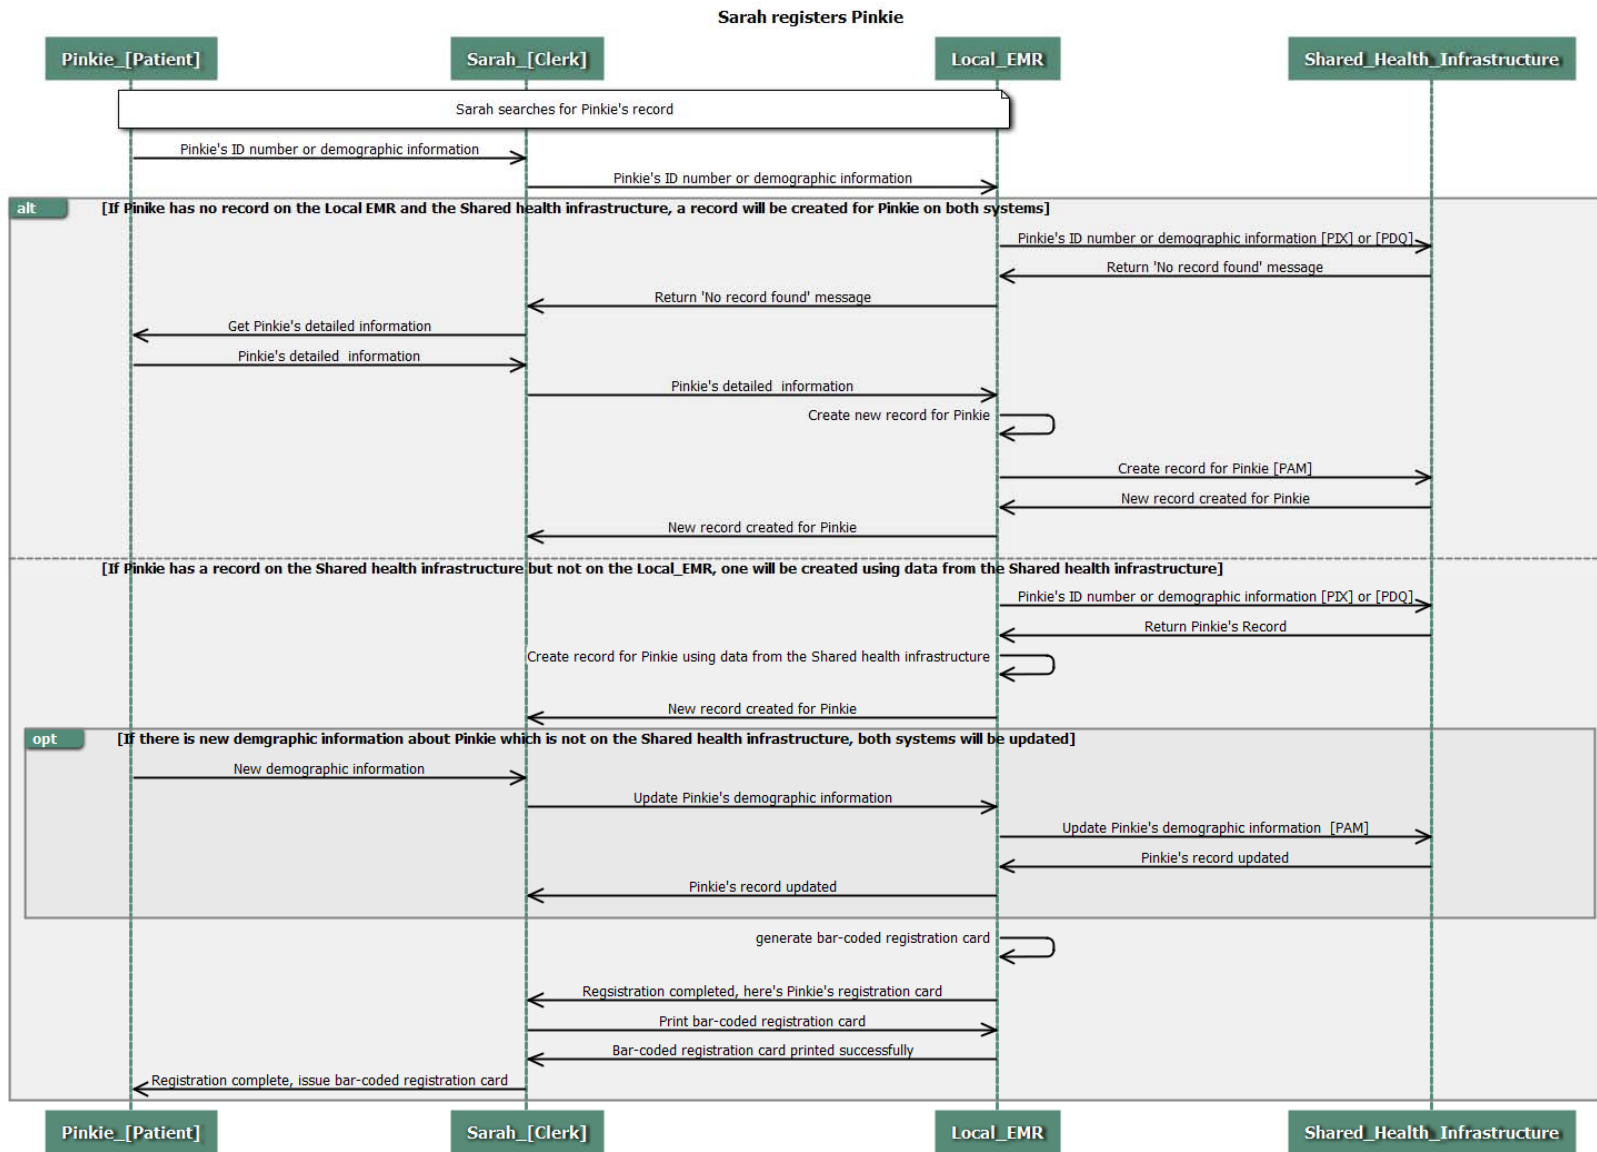 Sarah registers Pinkie
Pinkie_[Patient] Sarah_[Clerk] Local_EMR Shared_Health_Infrastructure
Sarah searches for Pinkie's record
Pinkie's ID number or demographic information
Pinkie's ID number or demographic information
alt [If Pinike has no record on the Local EMR and the Shared health infrastructure, a record will be created for Pinkie on both systems]
Pinkie's ID number or demographic information [PIX] or [PDQ]
Return 'No record found' message
Return 'No record found' message
Get Pinkie's detailed information
Pinkie's detailed  information
Pinkie's detailed  information
Create new record for Pinkie
Create record for Pinkie [PAM]
New record created for Pinkie
New record created for Pinkie
[If Pinkie has a record on the Shared health infrastructure but not on the Local_EMR, one will be created using data from the Shared health infrastructure]
Pinkie's ID number or demographic information [PIX] or [PDQ]
Return Pinkie's Record
Create record for Pinkie using data from the Shared health infrastructure
New record created for Pinkie
opt [If there is new demgraphic information about Pinkie which is not on the Shared health infrastructure, both systems will be updated]
New demographic information
Update Pinkie's demographic information
Update Pinkie's demographic information  [PAM]
Pinkie's record updated
Pinkie's record updated
generate bar-coded registration card
Regsistration completed, here's Pinkie's registration card
Print bar-coded registration card
Bar-coded registration card printed successfully
Registration complete, issue bar-coded registration card
Pinkie_[Patient] Sarah_[Clerk] Local_EMR Shared_Health_Infrastructure